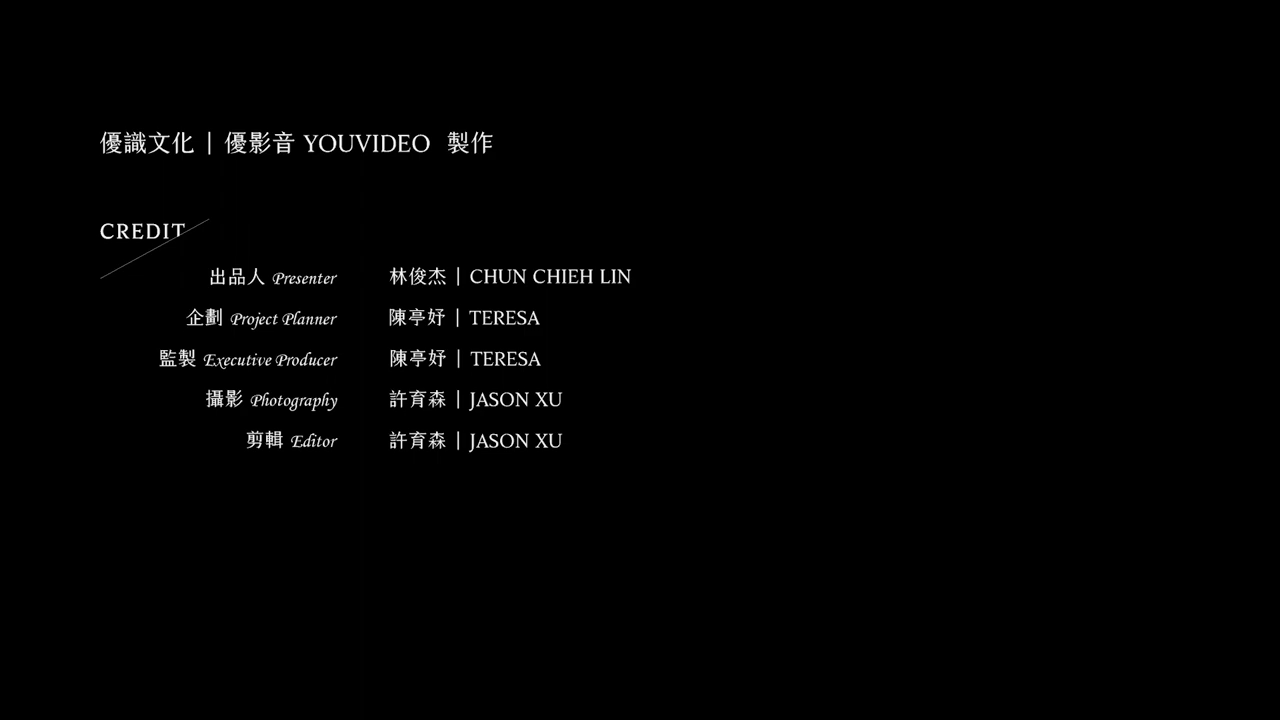 優識文化 | 優影音 YOUVIDEO 製作
CREDIT
出品人 Presenter 林俊杰 | CHUN CHIEH LIN
企劃 Project Planner 陳亭妤 | TERESA
監製 Executive Producer 陳亭妤 | TERESA
攝影 Photography 許育森 | JASON XU
剪輯 Editor 許育森 | JASON XU